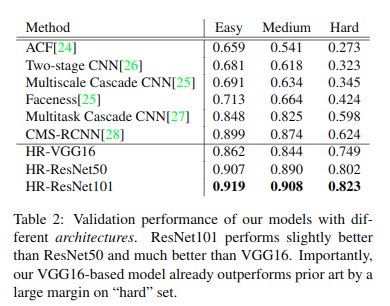 Method Easy Medium Hard
ACF[24] 0.659 0.541 0.273
Two-stage CNN[26] 0.681 0.618 0.323
Multiscale Cascade CNN[25] 0.691 0.634 0.345
Faceness[25] 0.713 0.664 0.424
Multitask Cascade CNN[27] 0.848 0.825 0.598
CMS-RCNN[28] 0.899 0.874 0.624
HR-VGG16 0.862 0.844 0.749
HR-ResNet50 0.907 0.890 0.802
HR-ResNet101 0.919 0.908 0.823
Table 2: Validation performance of our models with dif-
ferent architectures. ResNet101 performs slightly better
than ResNet50 and much better than VGG16. Importantly,
our VGG16-based model already outperforms prior art by a
large margin on “hard” set.